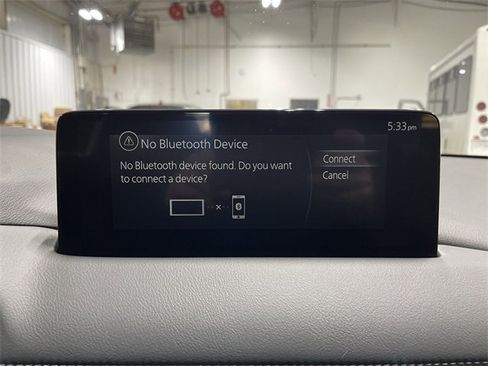 5:33 pm
No Bluetooth Device
No Bluetooth device found. Do you want
to connect a device?
Connect
Cancel